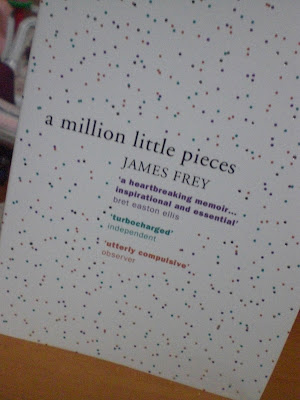 a million little pieces
JAMES FREY
'a heartbreaking memoir...
inspirational and essential'
bret easton ellis
'turbocharged'
independent
'utterly compulsive'
observer